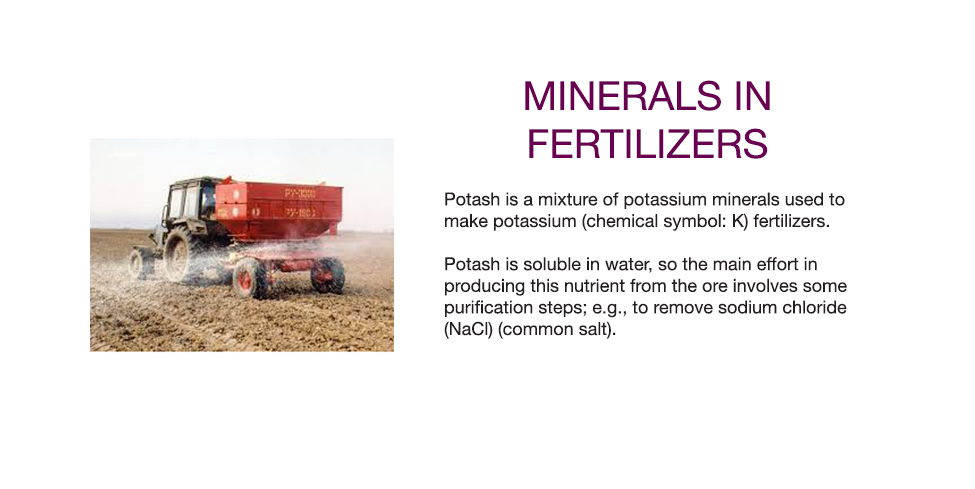 MINERALS IN
FERTILIZERS
Potash is a mixture of potassium minerals used to
make potassium (chemical symbol: K) fertilizers.
Potash is soluble in water, so the main effort in
producing this nutrient from the ore involves some
purification steps; e.g., to remove sodium chloride
(NaCl) (common salt).